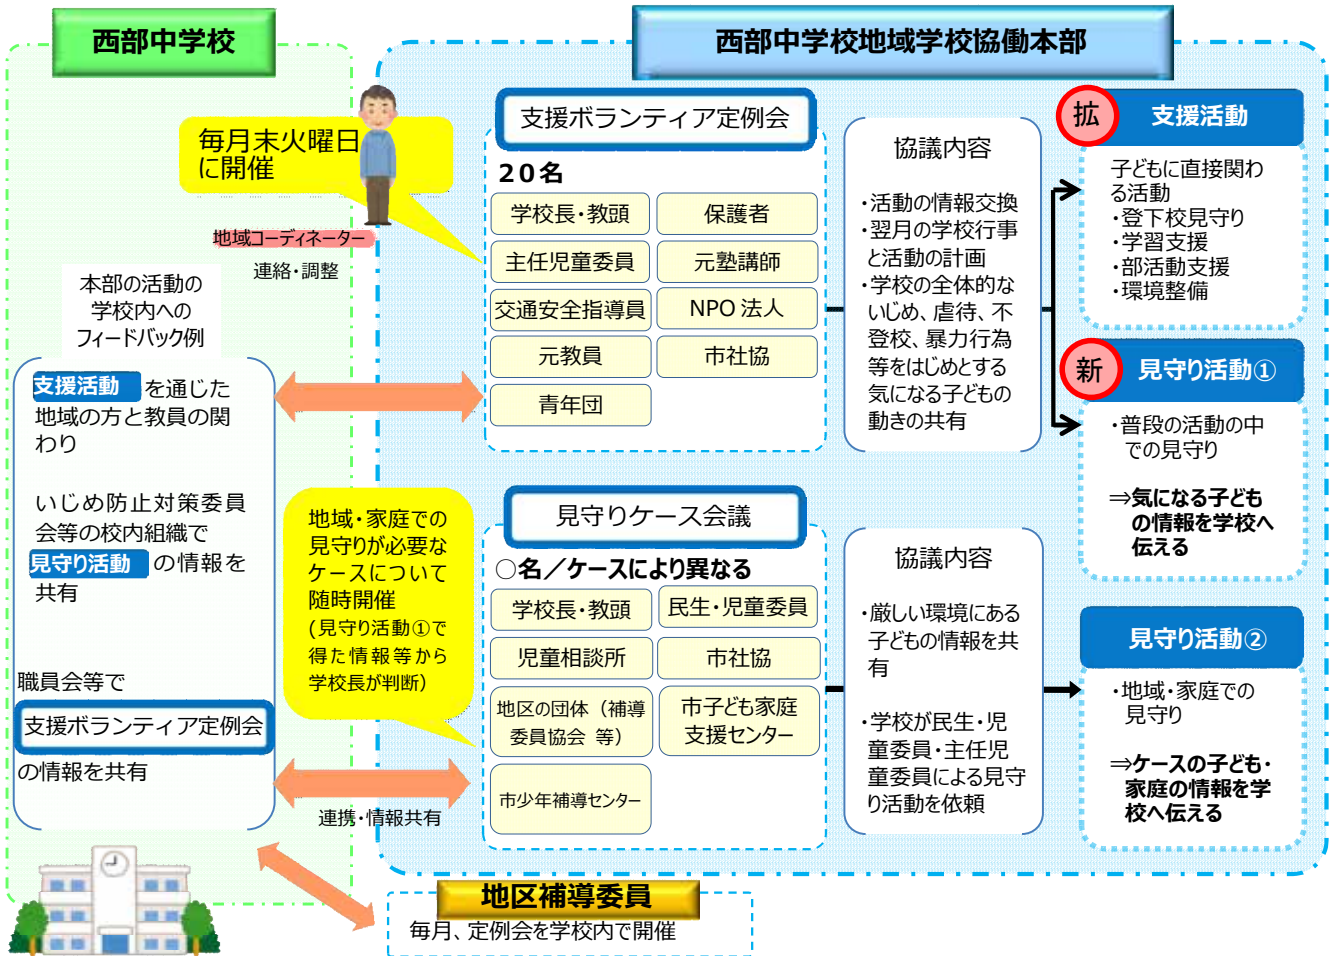 西部中学校
西部中学校地域学校協働本部
毎月末火曜日
に開催
地域コーディネーター
連絡・調整
本部の活動の
学校内への
フィードバック例
支援活動 を通じた
地域の方と教員の関
わり
いじめ防止対策委員
会等の校内組織で
見守り活動 の情報を
共有
職員会等で
支援ボランティア定例会
の情報を共有
支援ボランティア定例会
20名
学校長・教頭
保護者
主任児童委員
元塾講師
交通安全指導員
NPO 法人
元教員
市社協
青年団
協議内容
・活動の情報交換
・翌月の学校行事
と活動の計画
・学校の全体的な
いじめ、虐待、不
登校、暴力行為
等をはじめとする
気になる子どもの
動きの共有
拡
支援活動
子どもに直接関わ
る活動
・登下校見守り
・学習支援
・部活動支援
・環境整備
新
見守り活動①
・普段の活動の中
での見守り
⇒気になる子ども
の情報を学校へ
伝える
地域・家庭での
見守りが必要な
ケースについて
随時開催
(見守り活動①で
得た情報等から
学校長が判断)
見守りケース会議
○名/ケースにより異なる
学校長・教頭
民生・児童委員
児童相談所
市社協
地区の団体（補導
委員協会 等）
市子ども家庭
支援センター
市少年補導センター
協議内容
・厳しい環境にある
子どもの情報を共
有
・学校が民生・児
童委員・主任児
童委員による見守
り活動を依頼
見守り活動②
・地域・家庭での
見守り
⇒ケースの子ども・
家庭の情報を学
校へ伝える
連携・情報共有
地区補導委員
毎月、定例会を学校内で開催